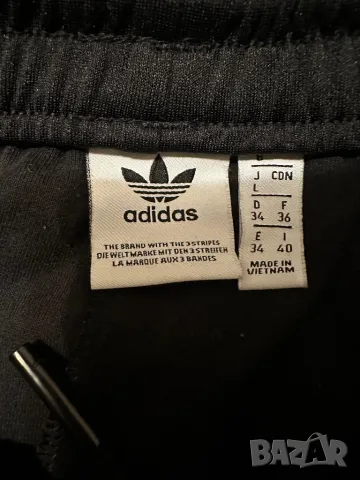 adidas
THE BRAND WITH THE 3 STRIPES
DIE WELTMARKE MIT DEN 3 STREIFEN
LA MARQUE AUX 3 BANDES
J CDN
L
D F
34 36
E I
34 40
MADE IN
VIETNAM
BAZAR